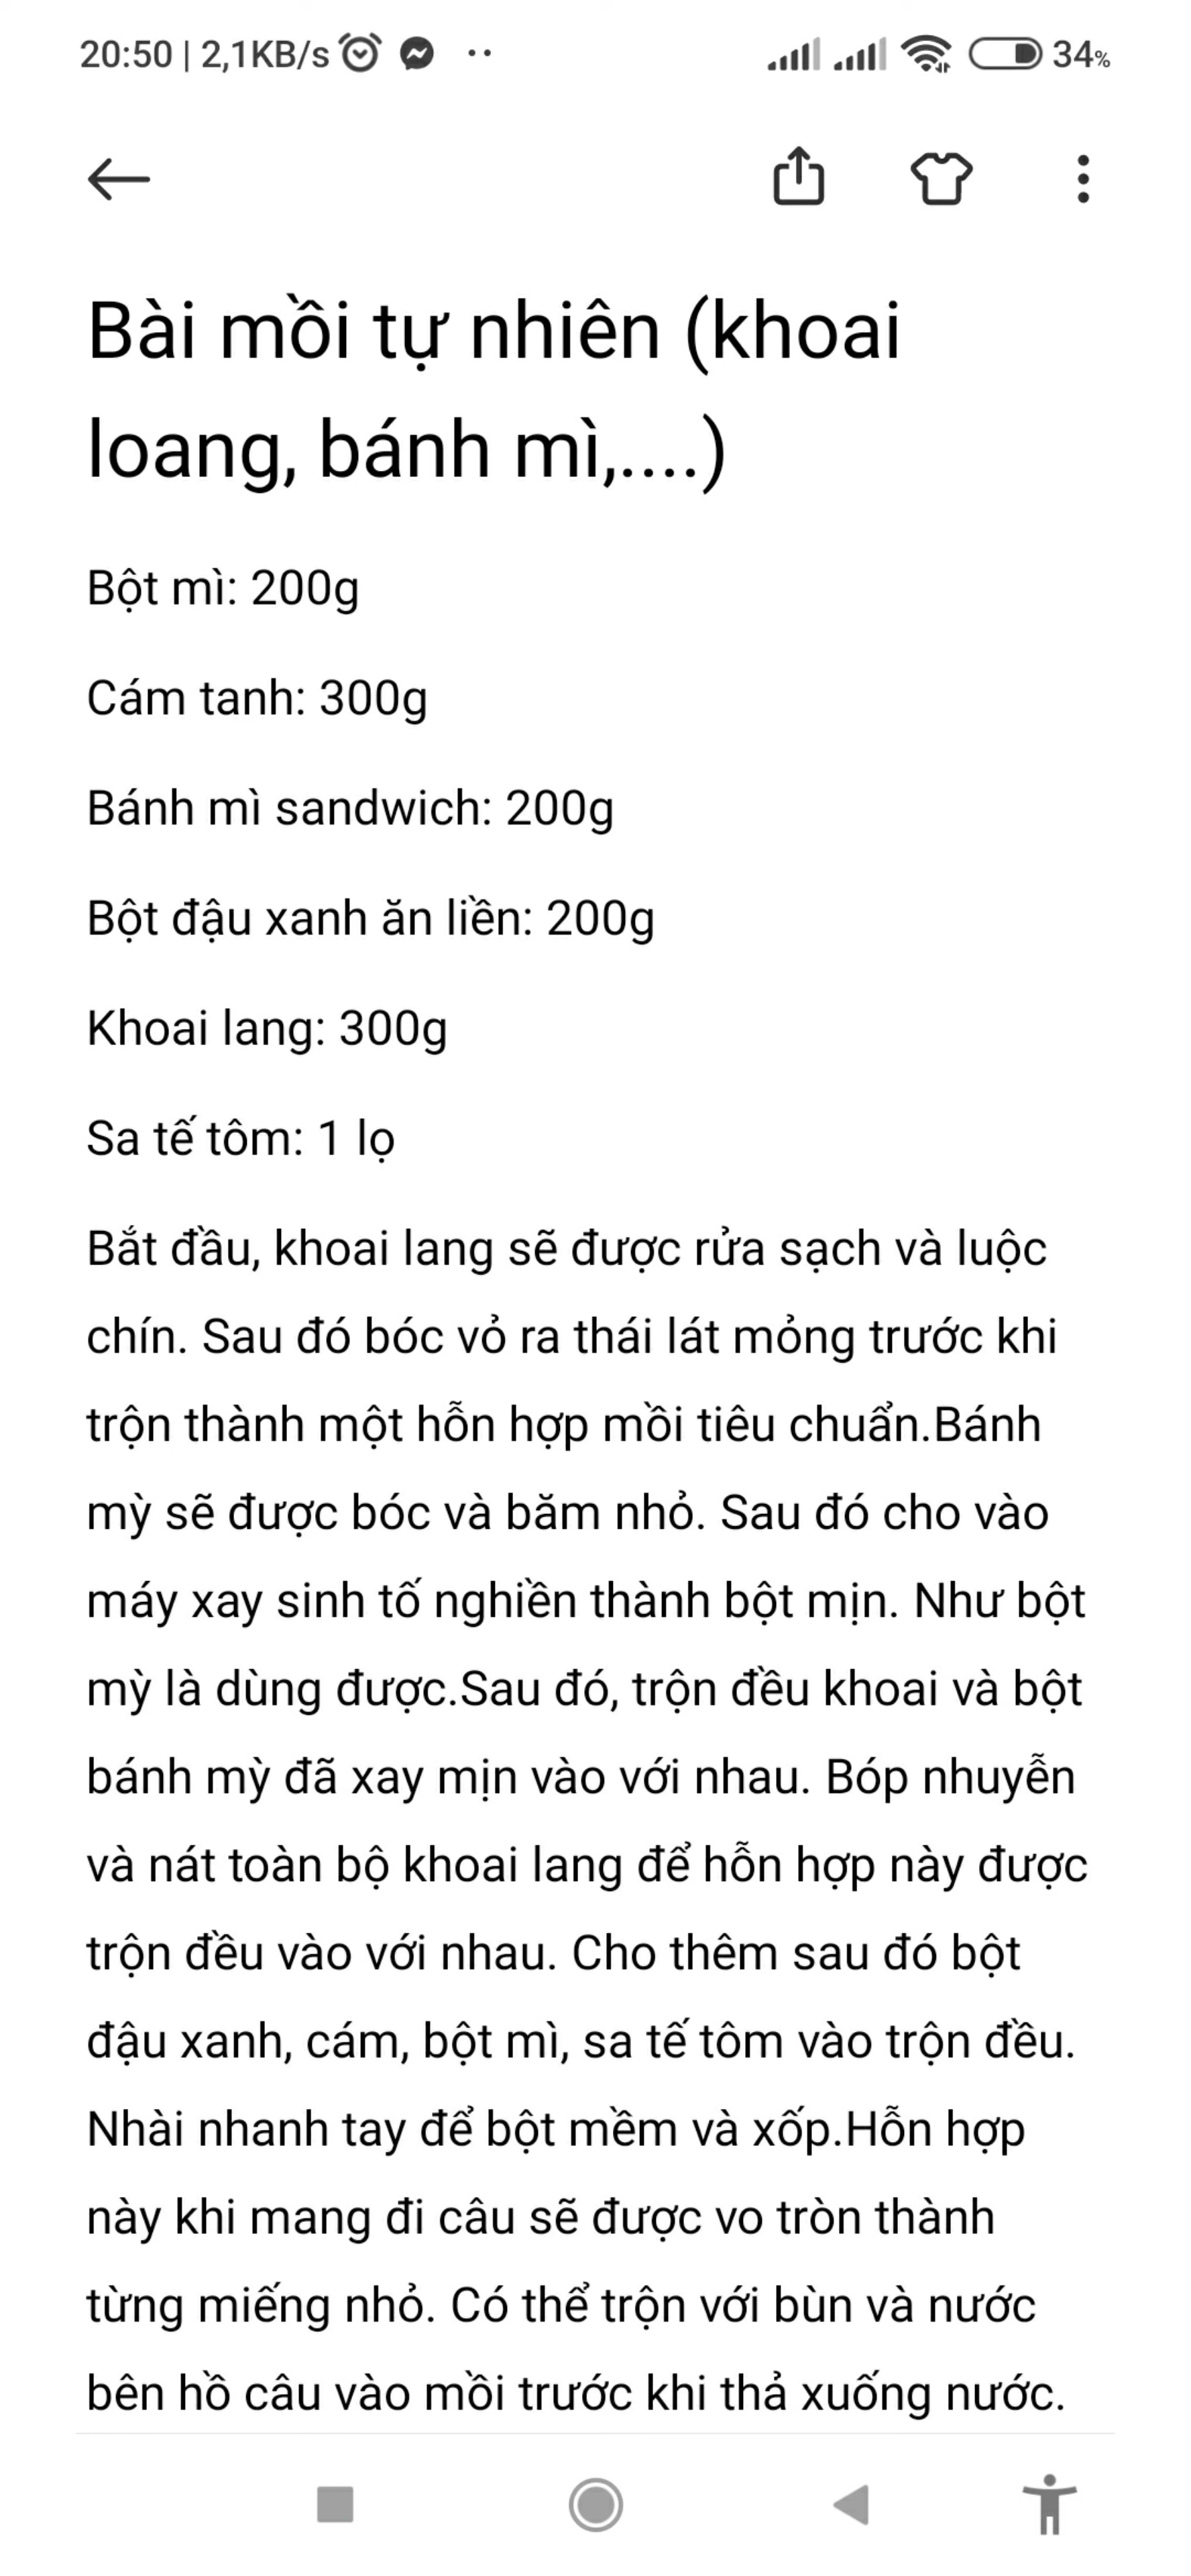 20:50 | 2,1KB/s
34%
Bài mồi tự nhiên (khoai
loang, bánh mì,....)
Bột mì: 200g
Cám tanh: 300g
Bánh mì sandwich: 200g
Bột đậu xanh ăn liền: 200g
Khoai lang: 300g
Sa tế tôm: 1 lọ
Bắt đầu, khoai lang sẽ được rửa sạch và luộc
chín. Sau đó bóc vỏ ra thái lát mỏng trước khi
trộn thành một hỗn hợp mồi tiêu chuẩn.Bánh
mỳ sẽ được bóc và băm nhỏ. Sau đó cho vào
máy xay sinh tố nghiền thành bột mịn. Như bột
mỳ là dùng được.Sau đó, trộn đều khoai và bột
bánh mỳ đã xay mịn vào với nhau. Bóp nhuyễn
và nát toàn bộ khoai lang để hỗn hợp này được
trộn đều vào với nhau. Cho thêm sau đó bột
đậu xanh, cám, bột mì, sa tế tôm vào trộn đều.
Nhài nhanh tay để bột mềm và xốp.Hỗn hợp
này khi mang đi câu sẽ được vo tròn thành
từng miếng nhỏ. Có thể trộn với bùn và nước
bên hồ câu vào mồi trước khi thả xuống nước.